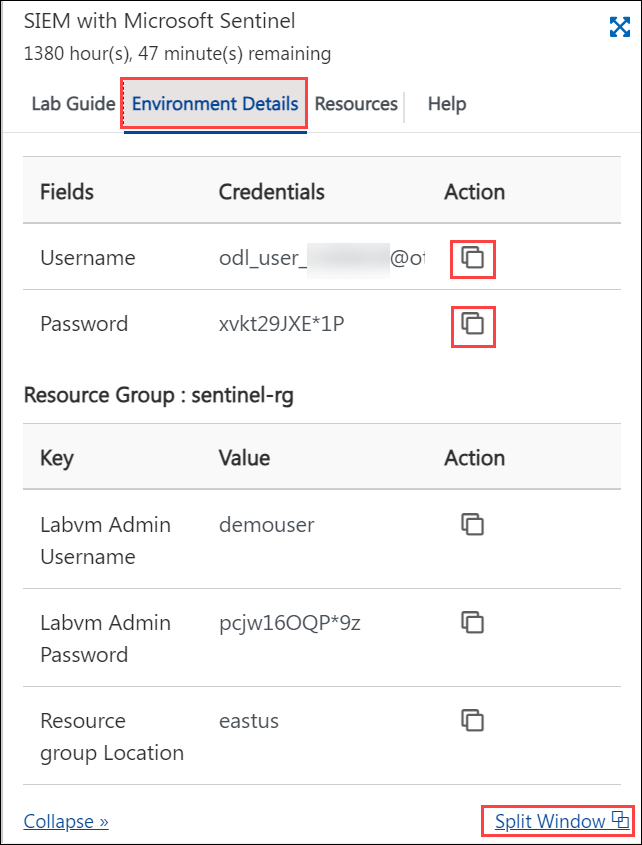 SIEM with Microsoft Sentinel
1380 hour(s), 47 minute(s) remaining
Lab Guide Environment Details Resources Help
Fields Credentials Action
Username odl_user_ @ot
Password xvkt29JXE*1P
Resource Group : sentinel-rg
Key Value Action
Labvm Admin demouser
Username
Labvm Admin pcjw16OQP*9z
Password
Resource eastus
group Location
Collapse » Split Window